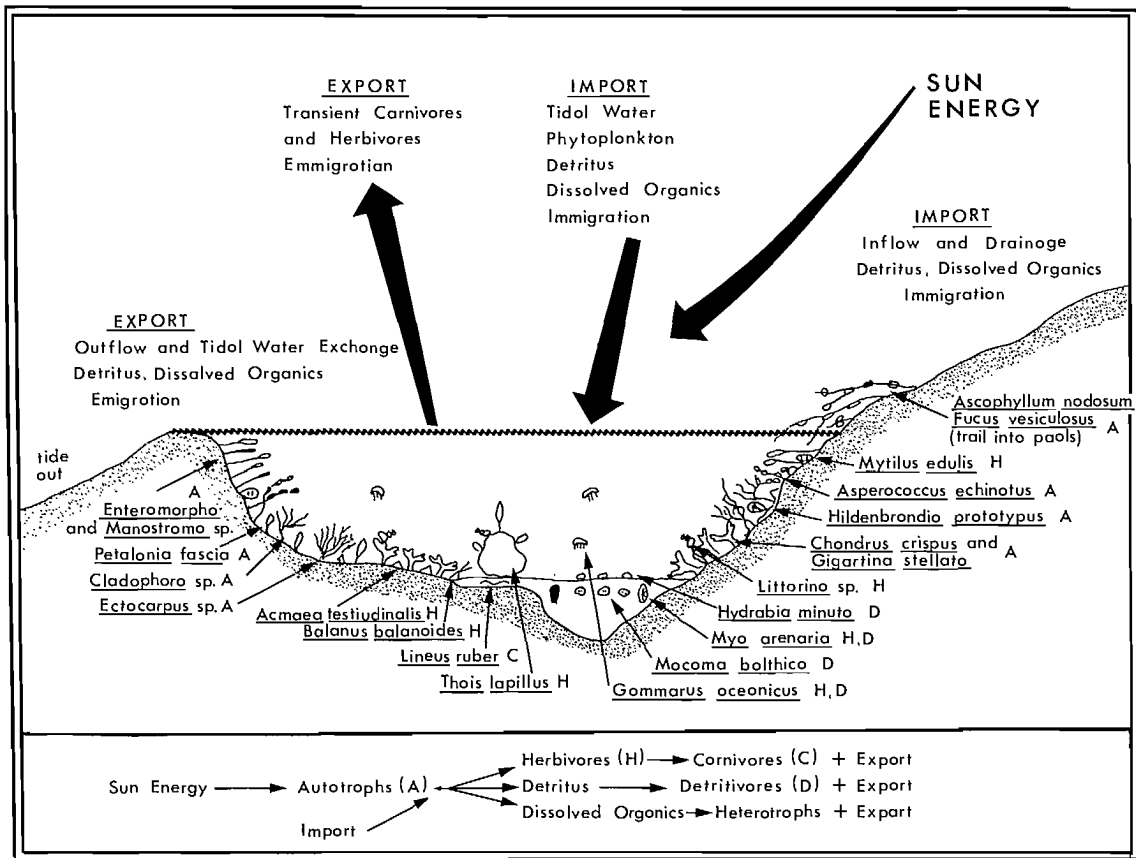 EXPORT
Transient Carnivores
and Herbivores
Emmigrotian
IMPORT
Tidol Water
Phytoplonkton
Detritus
Dissolved Organics
Immigration
SUN
ENERGY
IMPORT
Inflow and Drainoge
Detritus, Dissolved Organics
Immigration
EXPORT
Outflow and Tidol Water Exchonge
Detritus, Dissalved Organics
Emigrotion
tide
out
A
Enteromorpho
and Manostromo sp.
Petalonia fascia A
Cladophoro sp. A
Ectocarpus sp. A
Acmaea testiudinalis H
Balanus balanoides H
Lineus ruber C
Thois lapillus H
Ascophyllum nodosum
Fucus vesiculosus A
(trail into paols)
Mytilus edulis H
Asperococcus echinotus A
Hildenbrondio prototypus A
Chondrus crispus and A
Gigartina stellato
Littorino sp. H
Hydrabia minuto D
Myo arenaria H,D
Mocoma bolthico D
Gommarus oceonicus H,D
Herbivores (H) Cornivores (C) + Export
Sun Energy Autotrophs (A) Detritus Detritivores (D) + Export
Dissolved Orgonics Heterotrophs + Expart
Import